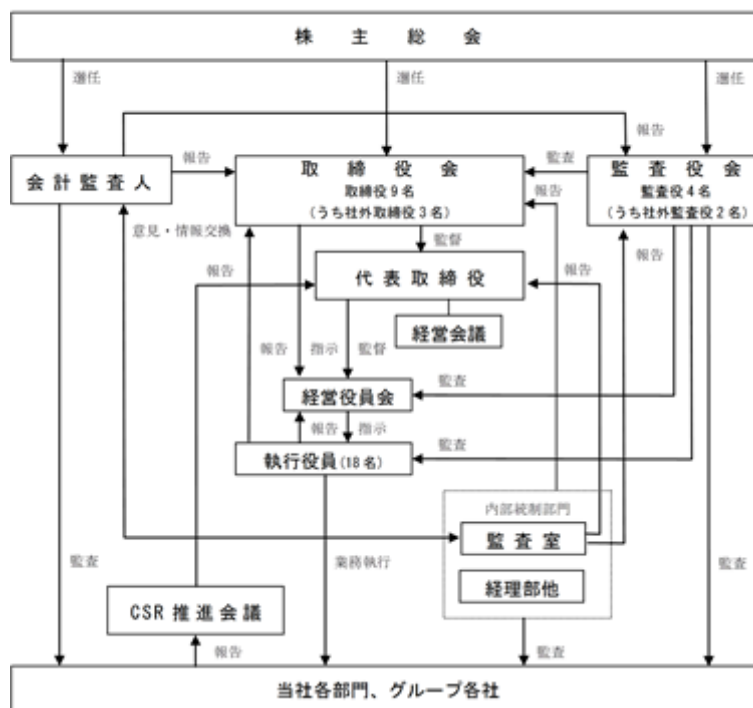 株主総会
選任
選任
選任
報告
会計監査人
報告
取締役会
取締役9名
(うち社外取締役3名)
監査
監査役会
監査役4名
(うち社外監査役2名)
報告
意見・情報交換
監督
報告
代表取締役
報告
報告
経営会議
報告
指示
監督
経営役員会
監査
報告
指示
執行役員(18名)
監査
内部統制部門
監査室
監査
業務執行
経理部他
CSR推進会議
報告
監査
監査
当社各部門、グループ各社